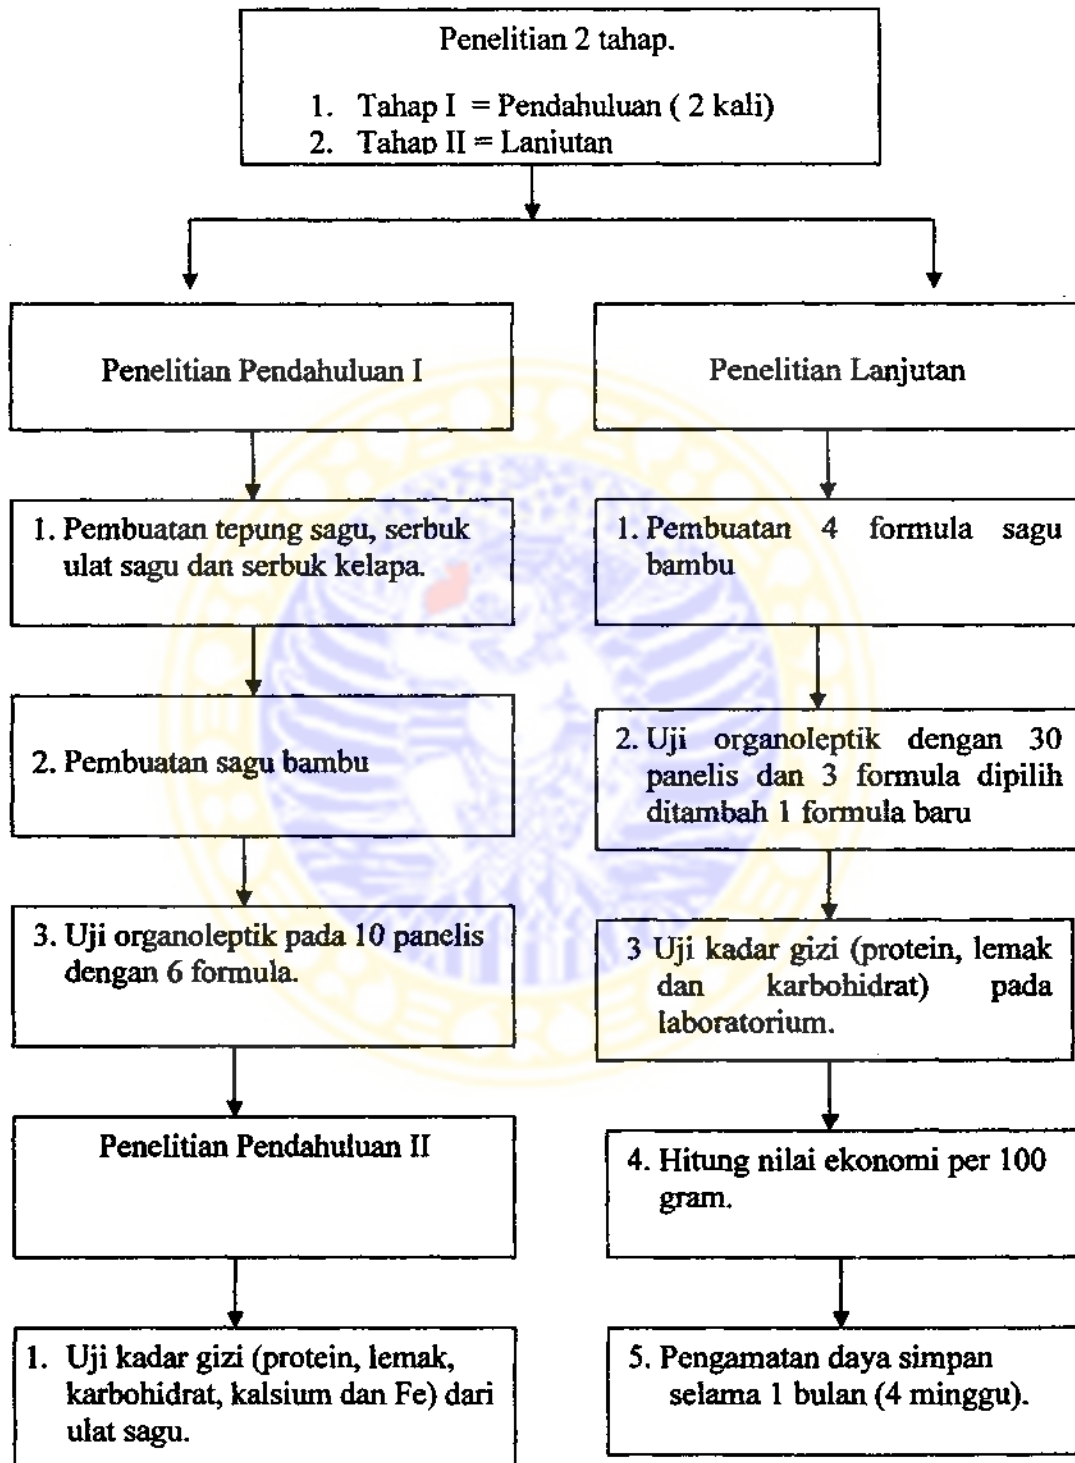 Penelitian 2 tahap.
1. Tahap I = Pendahuluan ( 2 kali)
2. Tahap II = Lanjutan
Penelitian Pendahuluan I
1. Pembuatan tepung sagu, serbuk
ulat sagu dan serbuk kelapa.
2. Pembuatan sagu bambu
3. Uji organoleptik pada 10 panelis
dengan 6 formula.
Penelitian Pendahuluan II
1. Uji kadar gizi (protein, lemak,
karbohidrat, kalsium dan Fe) dari
ulat sagu.
Penelitian Lanjutan
1. Pembuatan 4 formula sagu
bambu
2. Uji organoleptik dengan 30
panelis dan 3 formula dipilih
ditambah 1 formula baru
3 Uji kadar gizi (protein, lemak
dan karbohidrat) pada
laboratorium.
4. Hitung nilai ekonomi per 100
gram.
5. Pengamatan daya simpan
selama 1 bulan (4 minggu).